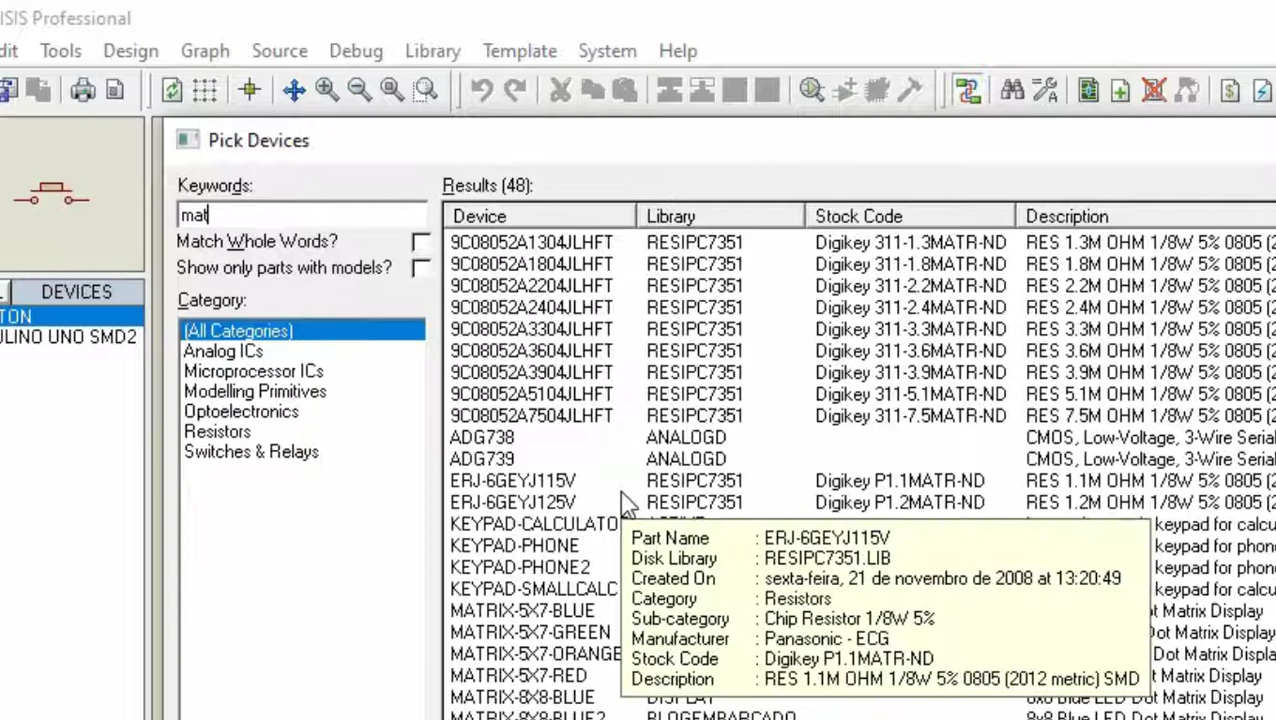 ISIS Professional
dit Tools Design Graph Source Debug Library Template System Help
Pick Devices
Keywords:
mat
Match Whole Words?
Show only parts with models?
Category:
(All Categories)
Analog ICs
Microprocessor ICs
Modelling Primitives
Optoelectronics
Resistors
Switches & Relays
L DEVICES
TON
ULINO UNO SMD2
Results (48):
Device Library Stock Code Description
9C08052A1304JLHFT RESIPC7351 Digikey 311-1.3MATR-ND RES 1.3M OHM 1/8W 5% 0805 (2
9C08052A1804JLHFT RESIPC7351 Digikey 311-1.8MATR-ND RES 1.8M OHM 1/8W 5% 0805 (2
9C08052A2204JLHFT RESIPC7351 Digikey 311-2.2MATR-ND RES 2.2M OHM 1/8W 5% 0805 (2
9C08052A2404JLHFT RESIPC7351 Digikey 311-2.4MATR-ND RES 2.4M OHM 1/8W 5% 0805 (2
9C08052A3304JLHFT RESIPC7351 Digikey 311-3.3MATR-ND RES 3.3M OHM 1/8W 5% 0805 (2
9C08052A3604JLHFT RESIPC7351 Digikey 311-3.6MATR-ND RES 3.6M OHM 1/8W 5% 0805 (2
9C08052A3904JLHFT RESIPC7351 Digikey 311-3.9MATR-ND RES 3.9M OHM 1/8W 5% 0805 (2
9C08052A5104JLHFT RESIPC7351 Digikey 311-5.1MATR-ND RES 5.1M OHM 1/8W 5% 0805 (2
9C08052A7504JLHFT RESIPC7351 Digikey 311-7.5MATR-ND RES 7.5M OHM 1/8W 5% 0805 (2
ADG738 ANALOGD CMOS, Low-Voltage, 3-Wire Serial
ADG739 ANALOGD CMOS, Low-Voltage, 3-Wire Serial
ERJ-6GEYJ115V RESIPC7351 Digikey P1.1MATR-ND RES 1.1M OHM 1/8W 5% 0805 (2
ERJ-6GEYJ125V RESIPC7351 Digikey P1.2MATR-ND RES 1.2M OHM 1/8W 5% 0805 (2
KEYPAD-CALCULATO keypad for calcu
KEYPAD-PHONE keypad for phon
KEYPAD-PHONE2 keypad for phon
KEYPAD-SMALLCALC keypad for calcu
MATRIX-5X7-BLUE ot Matrix Display
MATRIX-5X7-GREEN Dot Matrix Display
MATRIX-5X7-ORANGE Dot Matrix Display
MATRIX-5X7-RED ot Matrix Display
MATRIX-8X8-BLUE DISPLAY 8x8 Blue LED Dot Matrix Display
MATRIX-8X8-BLUE2 BLOGEMBARCADO 8x8 Blue LED Dot Matrix Display
Part Name : ERJ-6GEYJ115V
Disk Library : RESIPC7351.LIB
Created On : sexta-feira, 21 de novembro de 2008 at 13:20:49
Category : Resistors
Sub-category : Chip Resistor 1/8W 5%
Manufacturer : Panasonic - ECG
Stock Code : Digikey P1.1MATR-ND
Description : RES 1.1M OHM 1/8W 5% 0805 (2012 metric) SMD